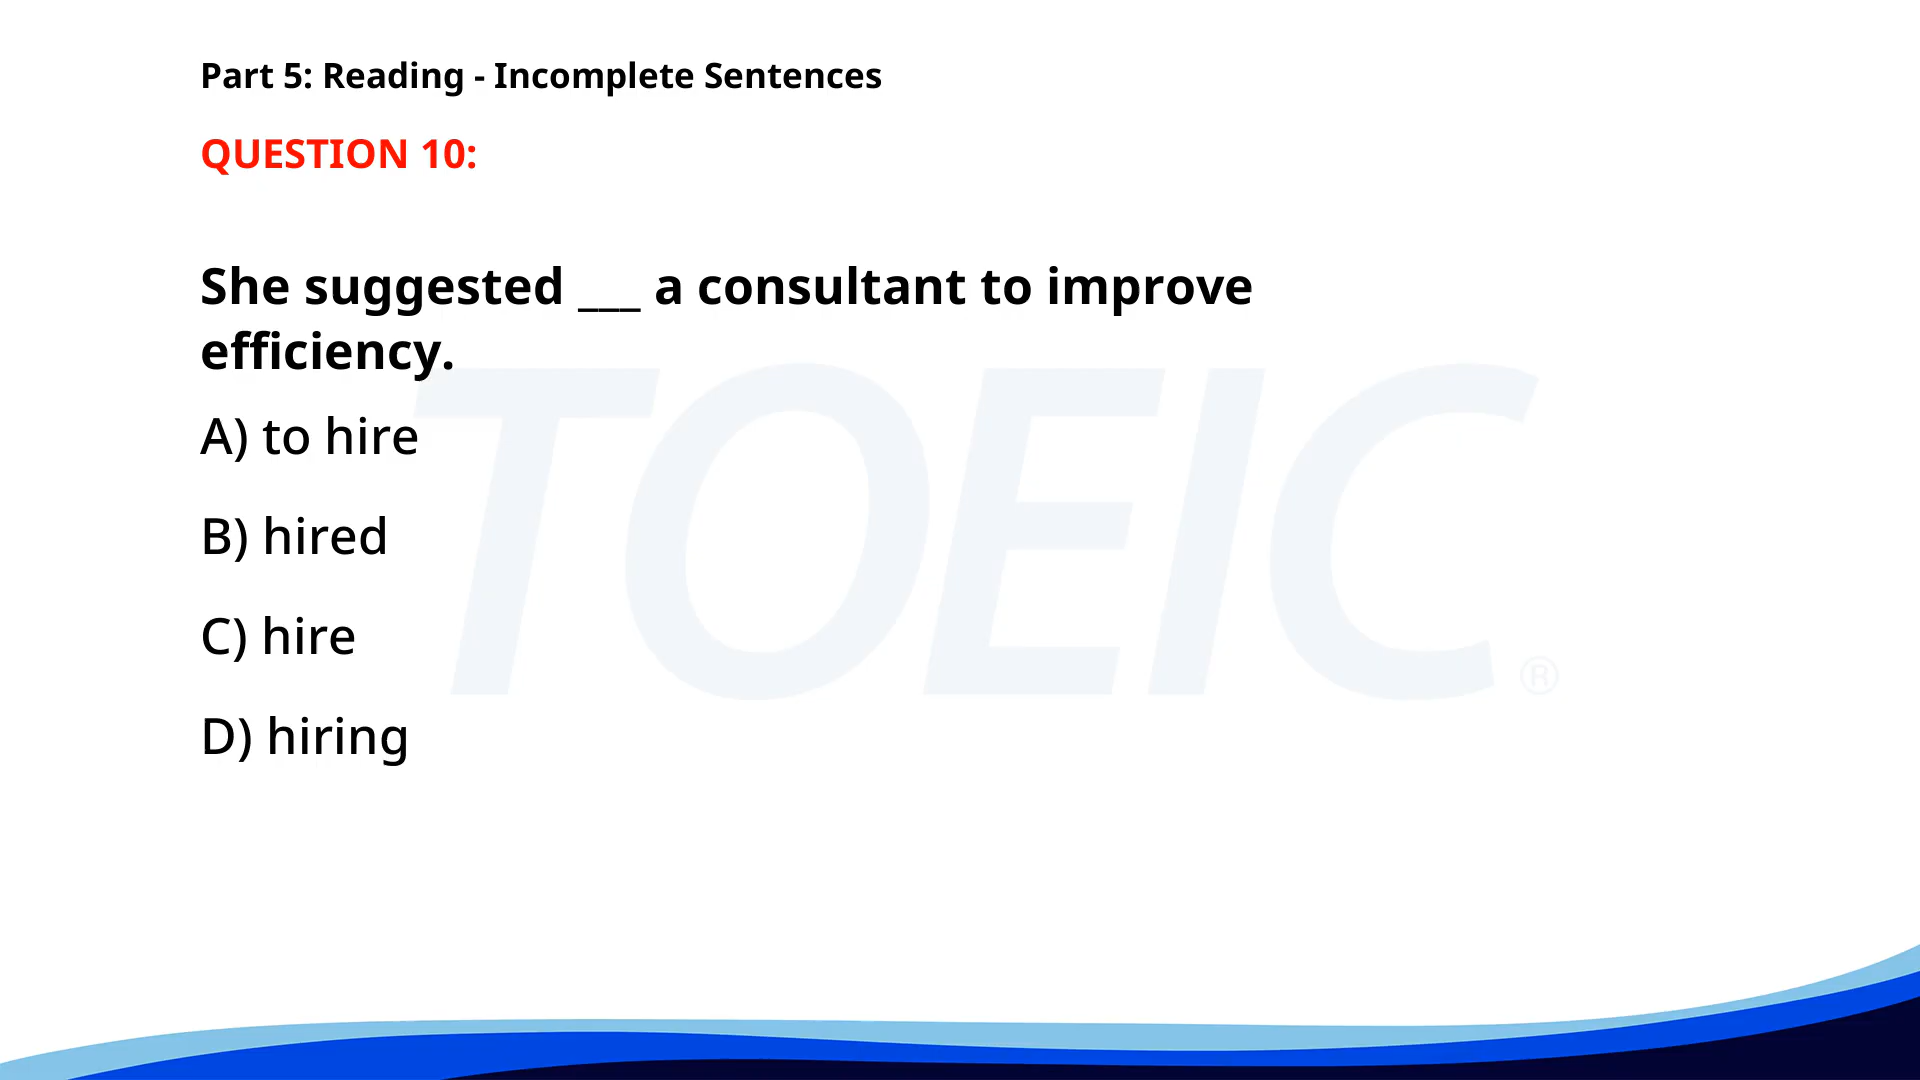 Part 5: Reading - Incomplete Sentences
QUESTION 10:
She suggested ___ a consultant to improve
efficiency.
A) to hire
B) hired
C) hire
D) hiring
TOEIC ®